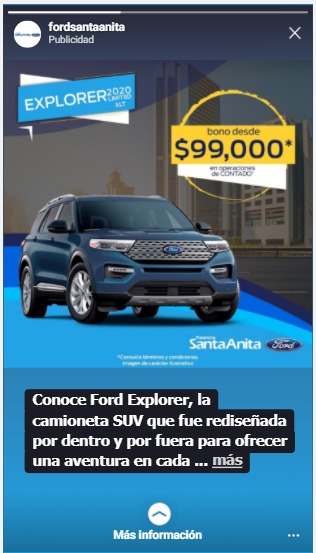 fordsantaanita
Publicidad
EXPLORER 2020
LIMITED
XLT
bono desde
$99,000*
en operaciones
de CONTADO*
SantaAnita
Ford
*Consulta términos y condiciones.
Imagen de carácter ilustrativo
Conoce Ford Explorer, la
camioneta SUV que fue rediseñada
por dentro y por fuera para ofrecer
una aventura en cada ... más
Más información